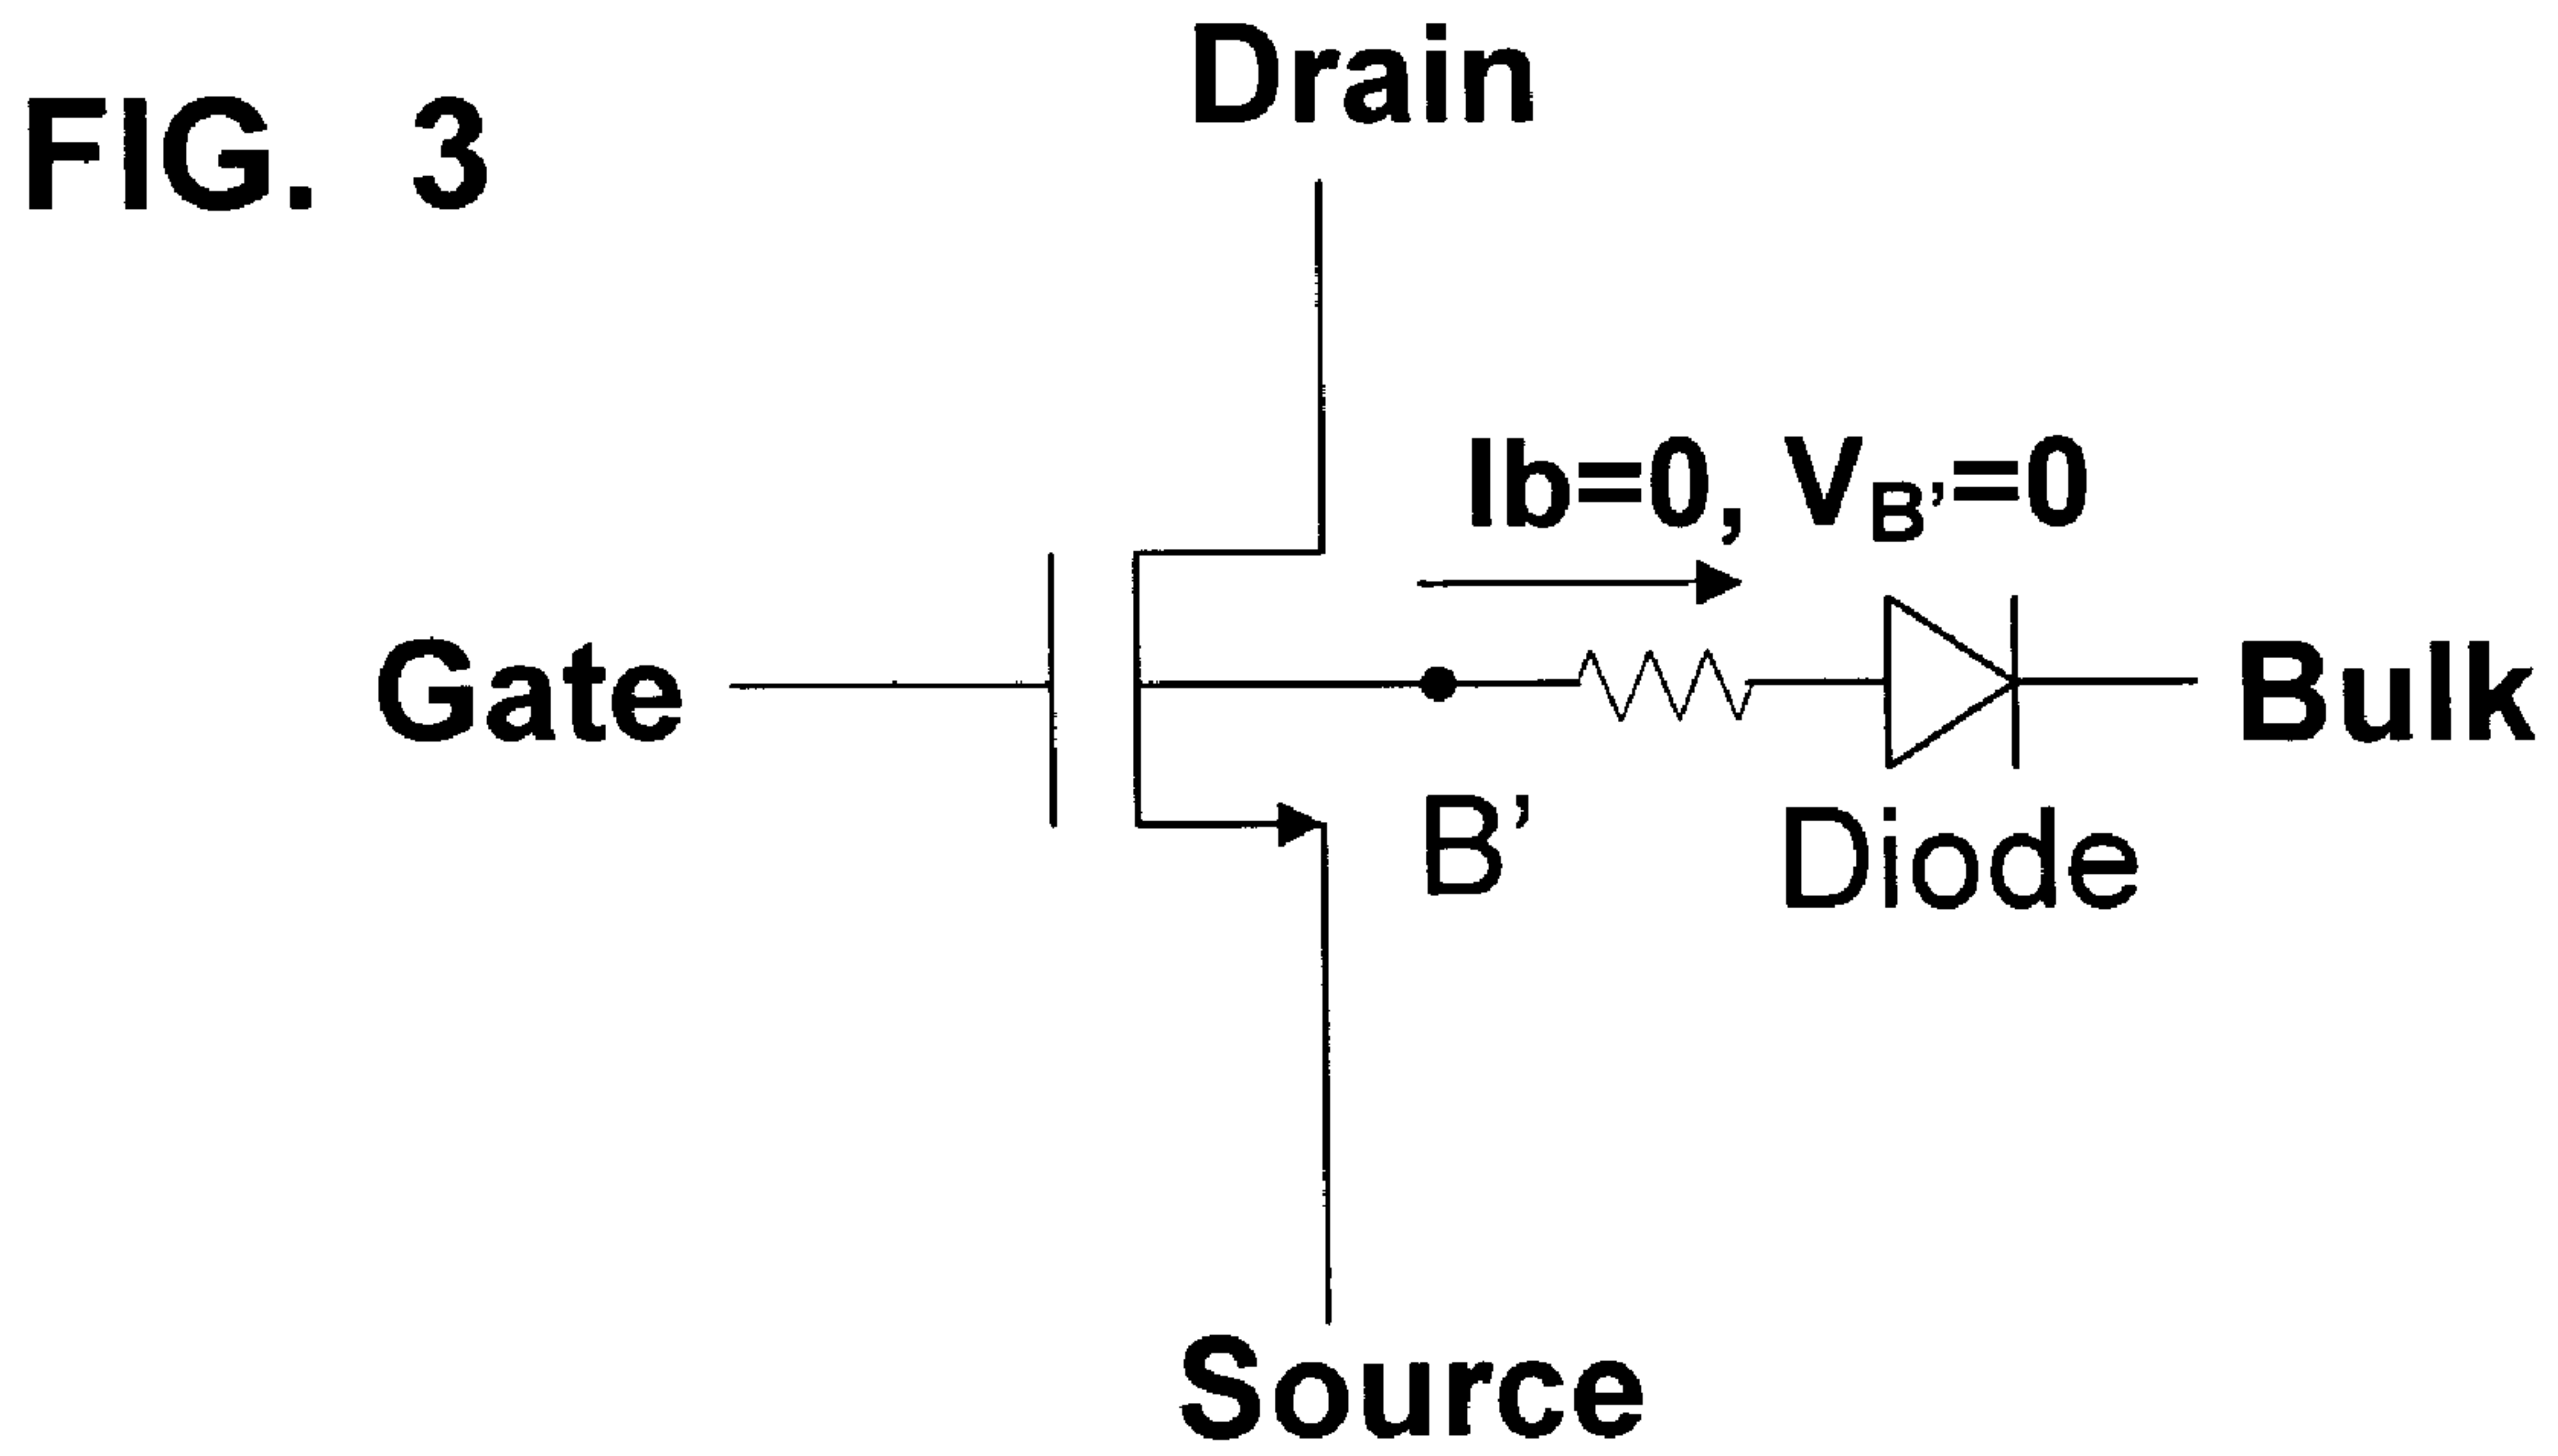 Drain
FIG. 3
Ib=0, VB’=0
Gate
Bulk
B’
Diode
Source